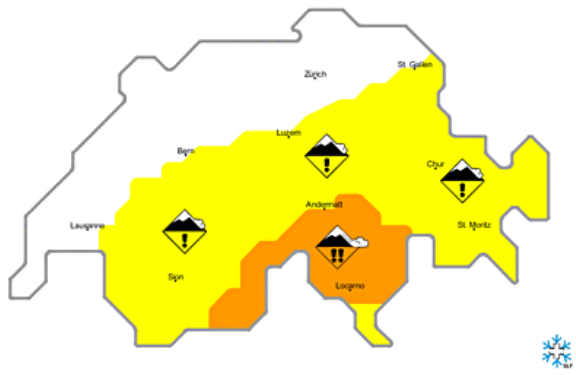 St. Gallen
Zürich
Luzern
Bern
Chur
Andermatt
Lausanne
St. Moritz
Sion
Locarno
SLF